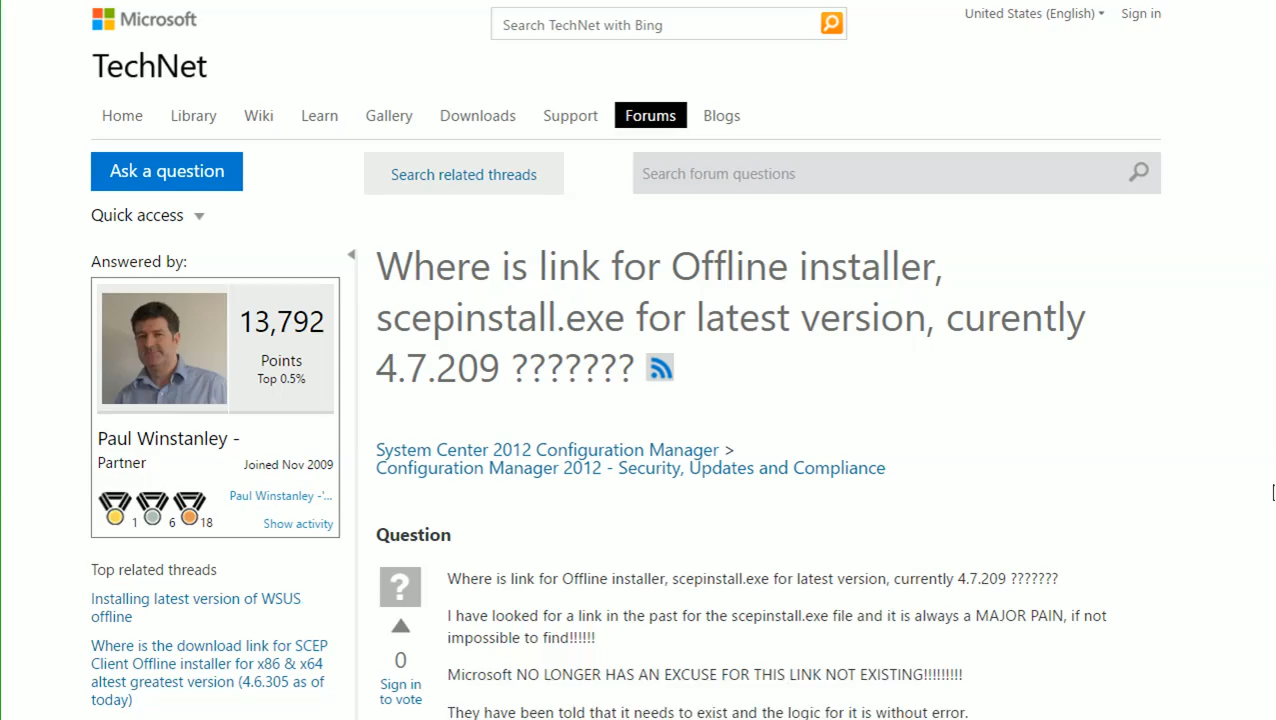 Microsoft
Search TechNet with Bing
United States (English)
Sign in
TechNet
Home
Library
Wiki
Learn
Gallery
Downloads
Support
Forums
Blogs
Ask a question
Search related threads
Search forum questions
Quick access
Answered by:
13,792
Points
Top 0.5%
Paul Winstanley -
Partner
Joined Nov 2009
Paul Winstanley -'...
1
6
18
Show activity
Top related threads
Installing latest version of WSUS
offline
Where is the download link for SCEP
Client Offline installer for x86 & x64
altest greatest version (4.6.305 as of
today)
Where is link for Offline installer,
scepinstall.exe for latest version, curently
4.7.209 ???????
System Center 2012 Configuration Manager >
Configuration Manager 2012 - Security, Updates and Compliance
Question
?
0
Sign in
to vote
Where is link for Offline installer, scepinstall.exe for latest version, currently 4.7.209 ???????
I have looked for a link in the past for the scepinstall.exe file and it is always a MAJOR PAIN, if not
impossible to find!!!!!!
Microsoft NO LONGER HAS AN EXCUSE FOR THIS LINK NOT EXISTING!!!!!!!!!
They have been told that it needs to exist and the logic for it is without error.